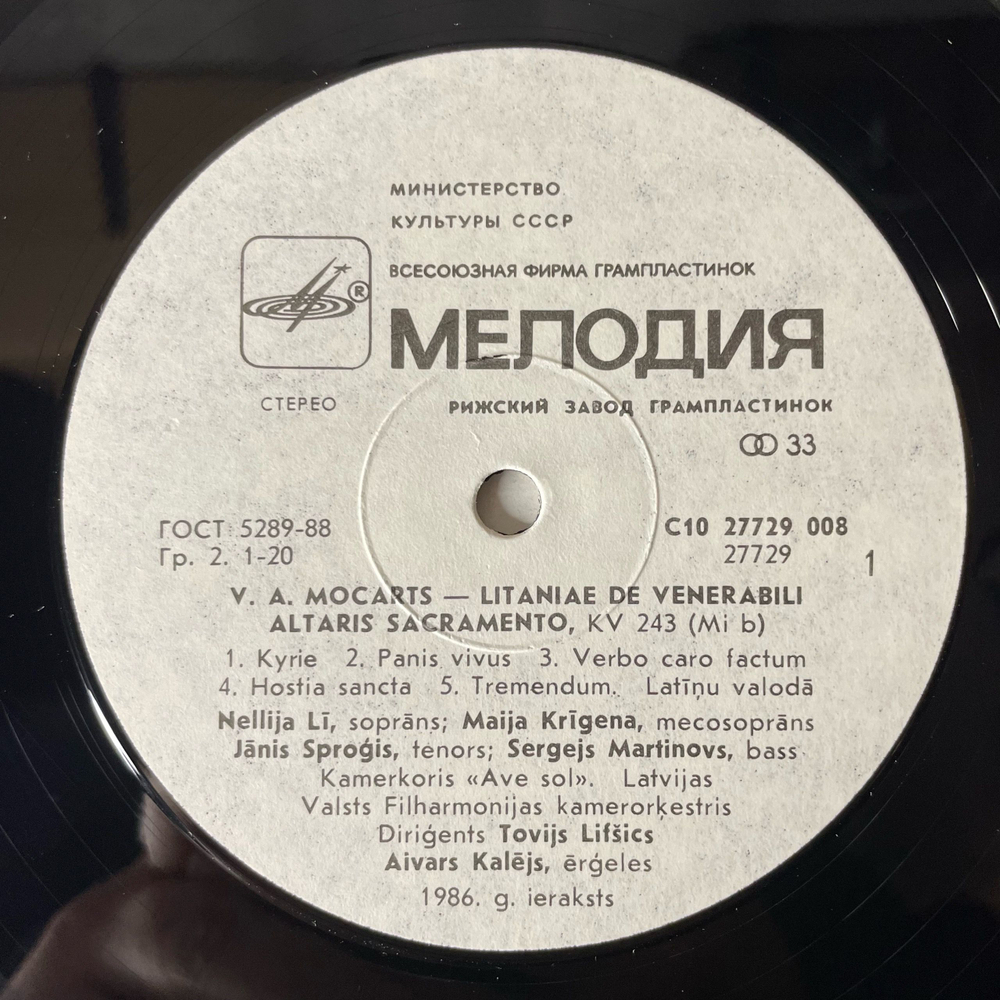 МИНИСТЕРСТВО
КУЛЬТУРЫ СССР
ВСЕСОЮЗНАЯ ФИРМА ГРАМПЛАСТИНОК
®
МЕЛОДИЯ
СТЕРЕО
РИЖСКИЙ ЗАВОД ГРАМПЛАСТИНОК
33
ГОСТ 5289-88
С10 27729 008
Гр. 2. 1-20
27729
1
V. A. MOCARTS — LITANIAE DE VENERABILI
ALTARIS SACRAMENTO, KV 243 (Mi b)
1. Kyrie 2. Panis vivus 3. Verbo caro factum
4. Hostia sancta 5. Tremendum. Latīņu valodā
Nellija Lī, soprāns; Maija Krīgena, mecosoprāns
Jānis Sproģis, tenors; Sergejs Martinovs, bass
Kamerkoris «Ave sol». Latvijas
Valsts Filharmonijas kamerorķestris
Diriģents Tovijs Lifšics
Aivars Kalējs, ērģeles
1986. g. ieraksts